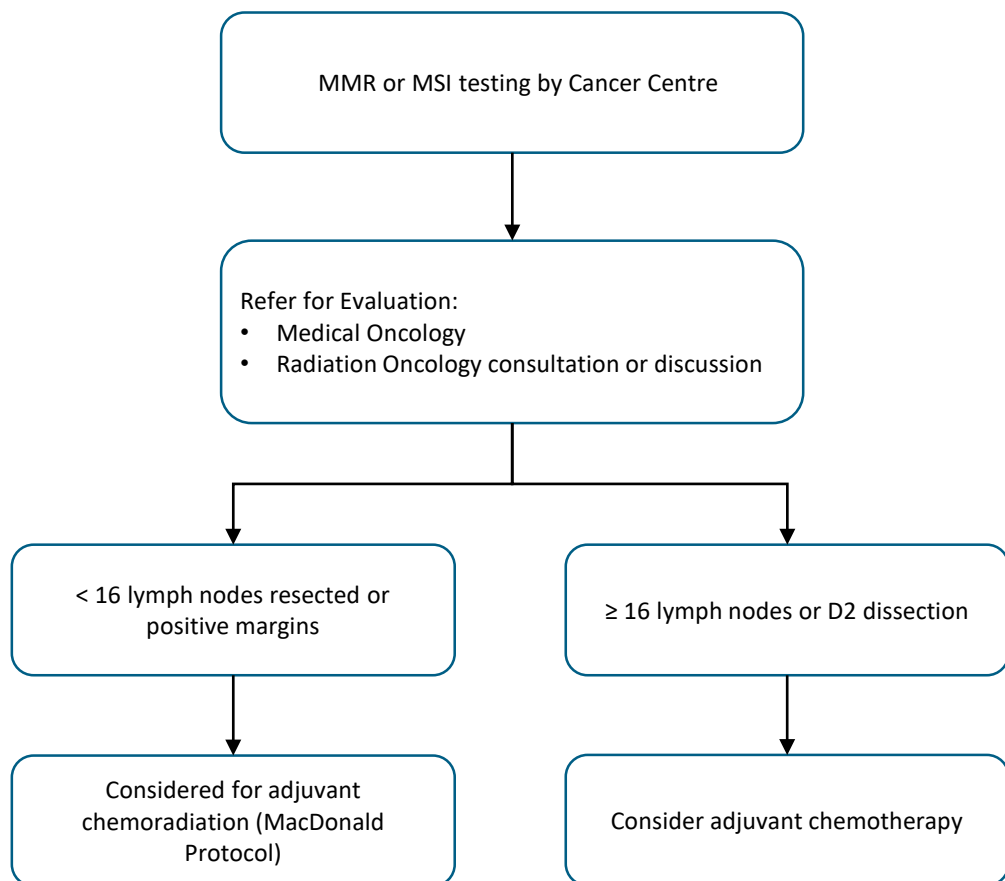 MMR or MSI testing by Cancer Centre
Refer for Evaluation:
• Medical Oncology
• Radiation Oncology consultation or discussion
< 16 lymph nodes resected or
positive margins
≥ 16 lymph nodes or D2 dissection
Considered for adjuvant
chemoradiation (MacDonald
Protocol)
Consider adjuvant chemotherapy